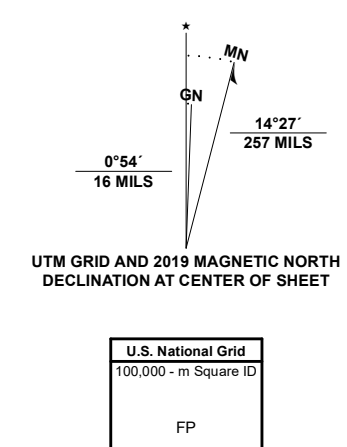 ★
MN
GN
14°27´
257 MILS
0°54´
16 MILS
UTM GRID AND 2019 MAGNETIC NORTH
DECLINATION AT CENTER OF SHEET
U.S. National Grid
100,000 - m Square ID
FP